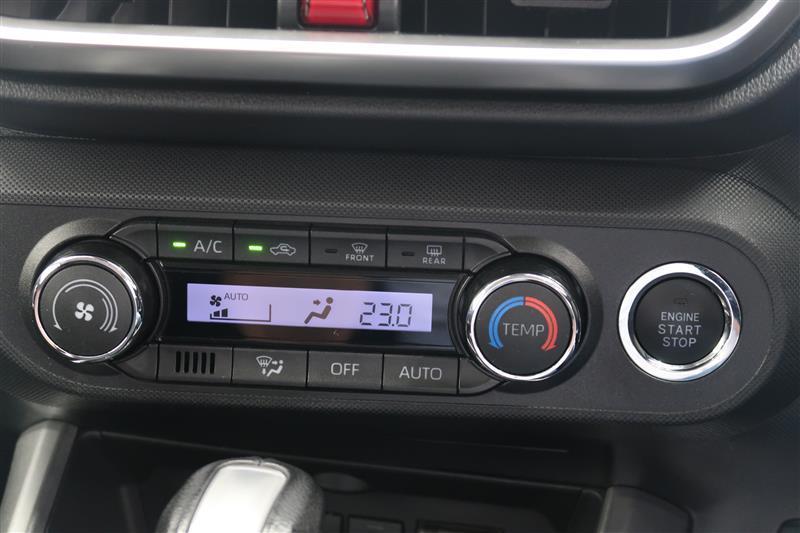 A/C
FRONT
REAR
AUTO
23.0
TEMP
ENGINE
START
STOP
OFF
AUTO